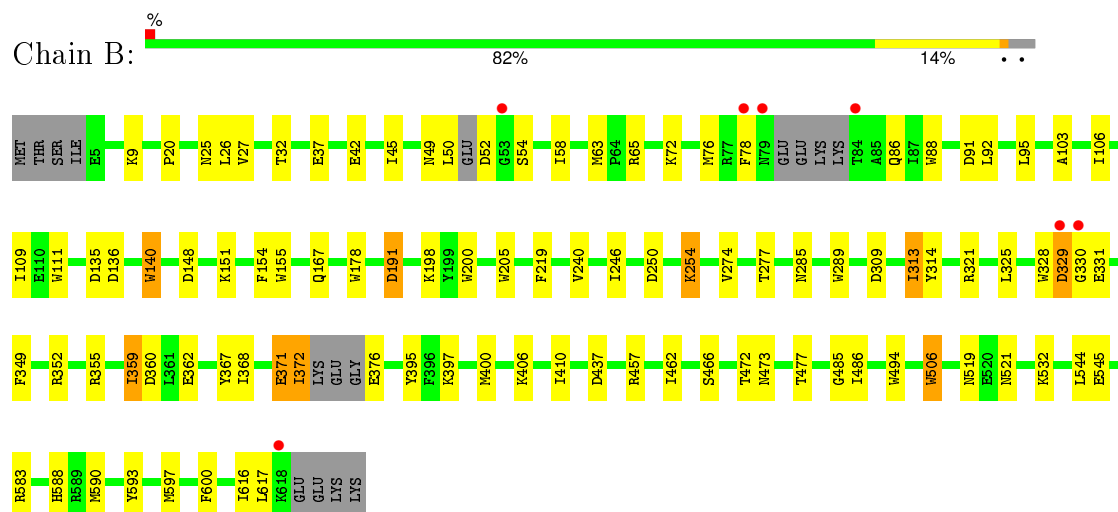 %
Chain B:
82% 14% • •
MET THR SER ILE E5 K9 P20 N25 L26 V27 T32 E37 E42 I45 N49 L50 GLU D52 G53 S54 I58 M63 P64 R65 K72 M76 R77 F78 N79 GLU GLU LYS LYS T84 A85 Q86 I87 W88 D91 L92 L95 A103 I106
I109 E110 W111 D135 D136 W140 D148 K151 F154 W155 Q167 W178 D191 K198 Y199 W200 W205 F219 V240 I246 D250 K254 V274 T277 N285 W289 D309 I313 Y314 R321 L325 W328 D329 G330 E331
F349 R352 R355 I359 D360 L361 E362 Y367 I368 E371 I372 LYS GLU GLY E376 Y395 F396 K397 M400 K406 I410 D437 R457 I462 S466 T472 N473 T477 G485 I486 W494 W506 N519 E520 N521 K532 L544 E545
R583 H588 R589 M590 Y593 M597 F600 I616 L617 K618 GLU GLU LYS LYS